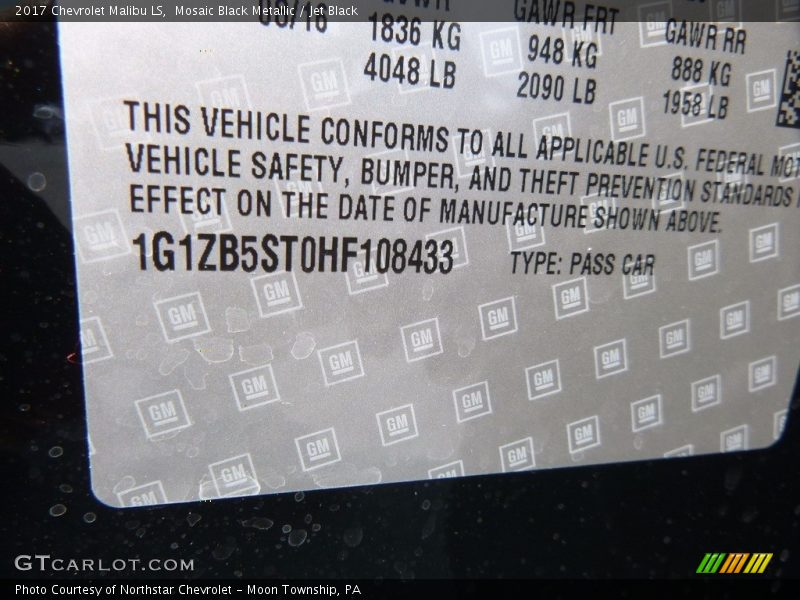 2017 Chevrolet Malibu LS,  Mosaic Black Metallic / Jet Black
GAWR FRT
GAWR RR
1836 KG
948 KG
888 KG
4048 LB
2090 LB
1958 LB
THIS VEHICLE CONFORMS TO ALL APPLICABLE U.S. FEDERAL
VEHICLE SAFETY, BUMPER, AND THEFT PREVENTION STANDARDS
EFFECT ON THE DATE OF MANUFACTURE SHOWN ABOVE.
1G1ZB5ST0HF108433
TYPE: PASS CAR
GM
GTCARLOT.COM
Photo Courtesy of Northstar Chevrolet - Moon Township, PA